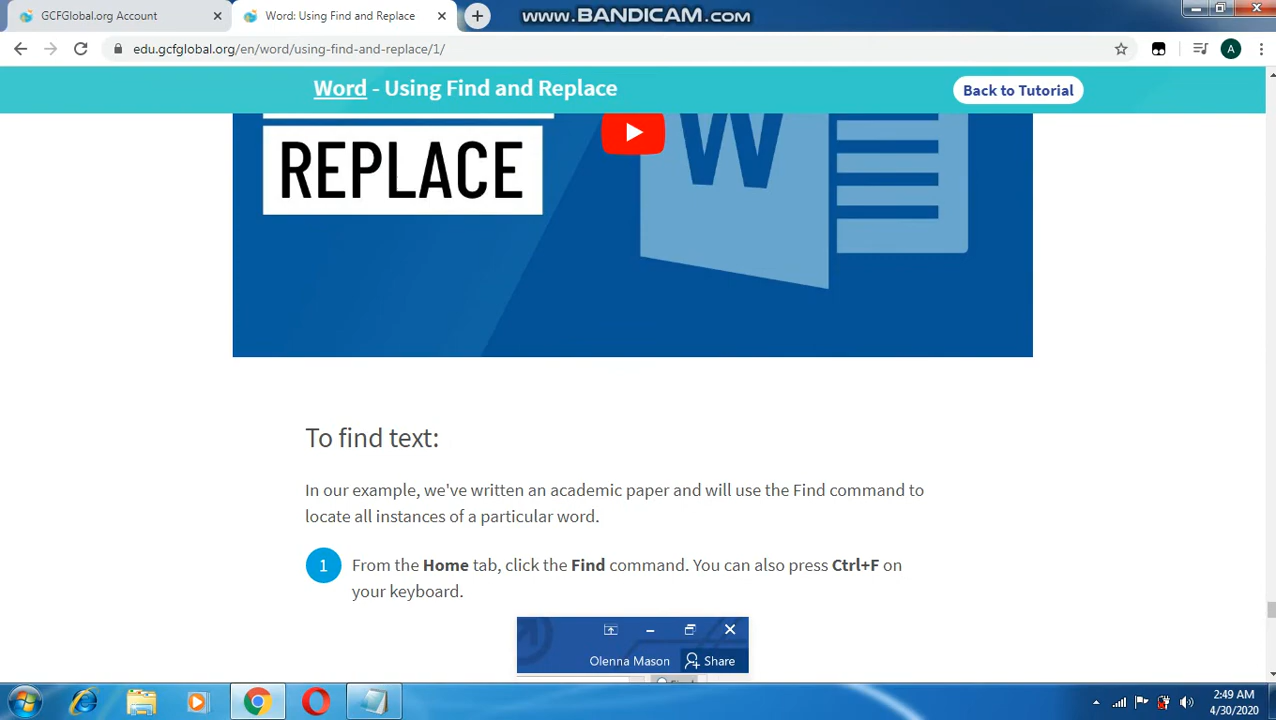 GCFGlobal.org Account
Word: Using Find and Replace
www.BANDICAM.com
edu.gcfglobal.org/en/word/using-find-and-replace/1/
A
Word - Using Find and Replace
Back to Tutorial
REPLACE
W
To find text:
In our example, we've written an academic paper and will use the Find command to
locate all instances of a particular word.
1
From the Home tab, click the Find command. You can also press Ctrl+F on
your keyboard.
Olenna Mason
Share
2:49 AM
4/30/2020